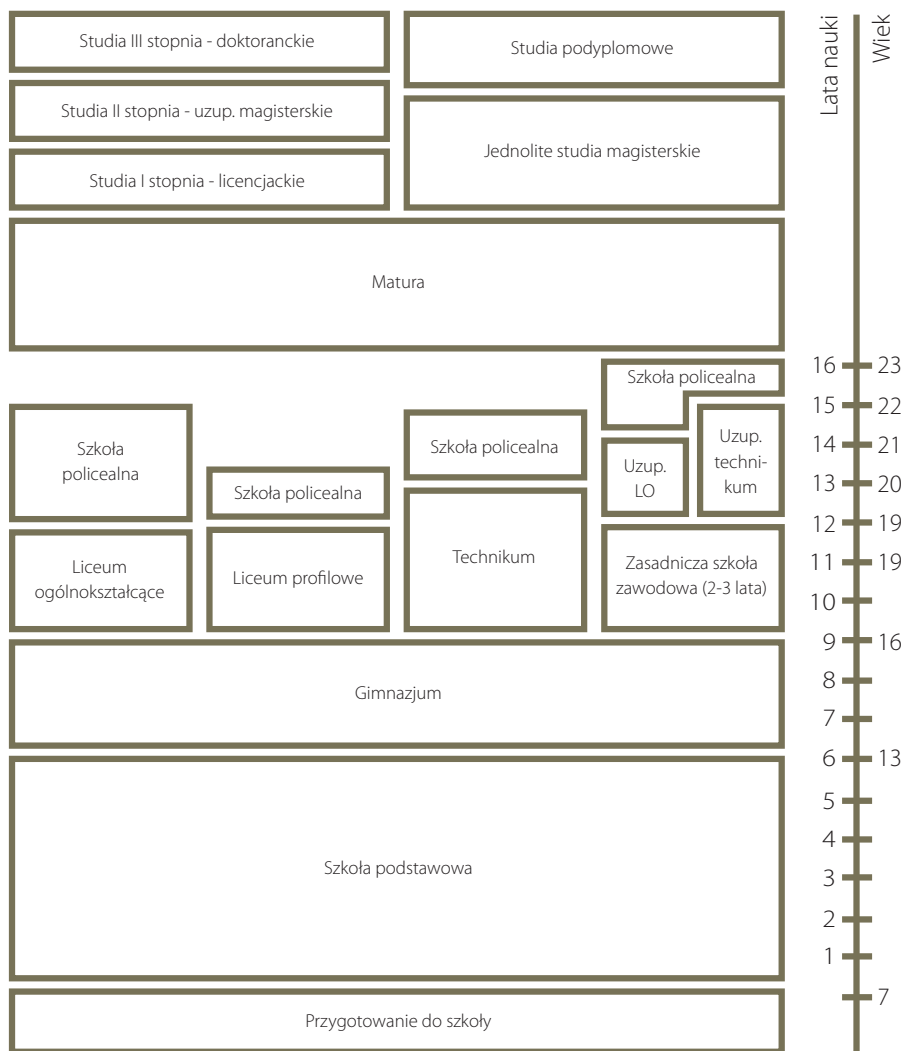 Studia III stopnia - doktoranckie
Studia podyplomowe
Studia II stopnia - uzup. magisterskie
Jednolite studia magisterskie
Studia I stopnia - licencjackie
Matura
Szkoła policealna
Szkoła
policealna
Szkoła policealna
Szkoła policealna
Uzup.
LO
Uzup.
techni-
kum
Liceum
ogólnokształcące
Liceum profilowe
Technikum
Zasadnicza szkoła
zawodowa (2-3 lata)
Gimnazjum
Szkoła podstawowa
Przygotowanie do szkoły
Lata nauki
Wiek
16 23
15 22
14 21
13 20
12 19
11 19
10
9 16
8
7
6 13
5
4
3
2
1
7